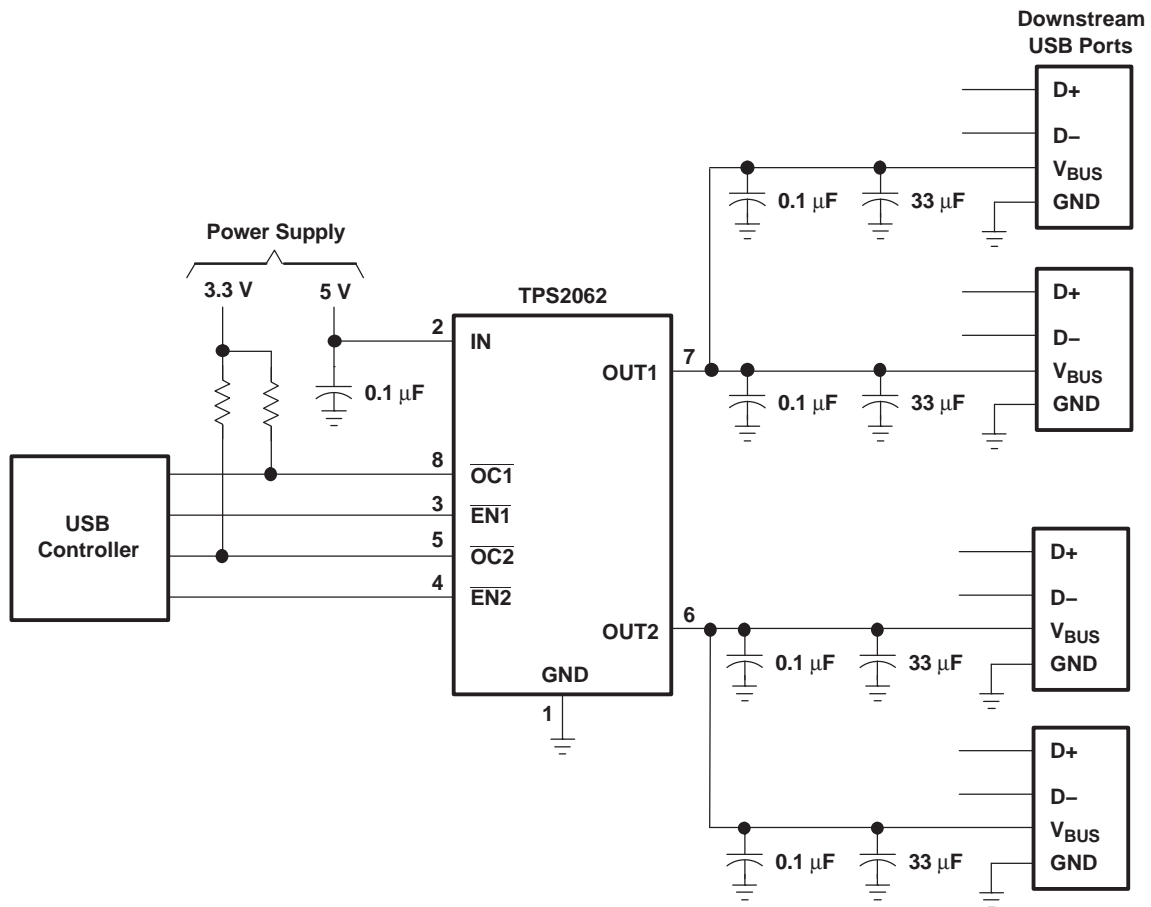 Downstream
USB Ports
D+
D−
VBUS
GND
0.1 μF
33 μF
Power Supply
3.3 V
5 V
0.1 μF
TPS2062
2
IN
OUT1
7
D+
D−
VBUS
GND
0.1 μF
33 μF
USB
Controller
8
OC1
3
EN1
5
OC2
4
EN2
OUT2
6
GND
1
D+
D−
VBUS
GND
0.1 μF
33 μF
D+
D−
VBUS
GND
0.1 μF
33 μF